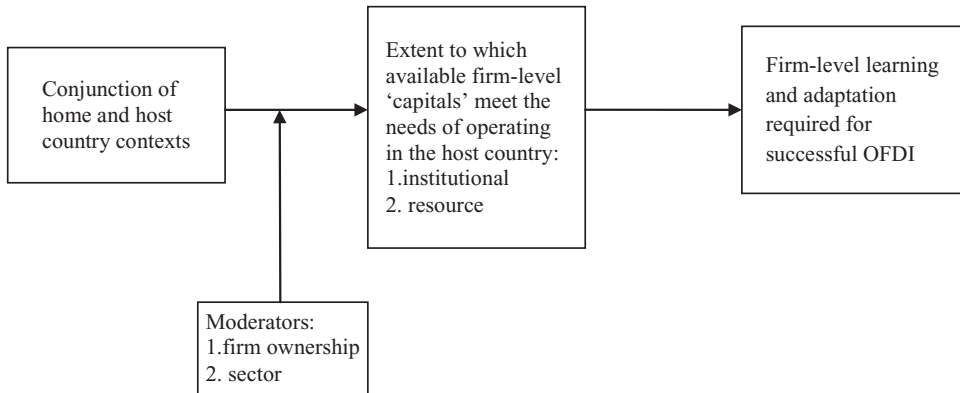 Conjunction of
home and host
country contexts
Extent to which
available firm-level
‘capitals’ meet the
needs of operating
in the host country:
1.institutional
2. resource
Firm-level learning
and adaptation
required for
successful OFDI
Moderators:
1.firm ownership
2. sector